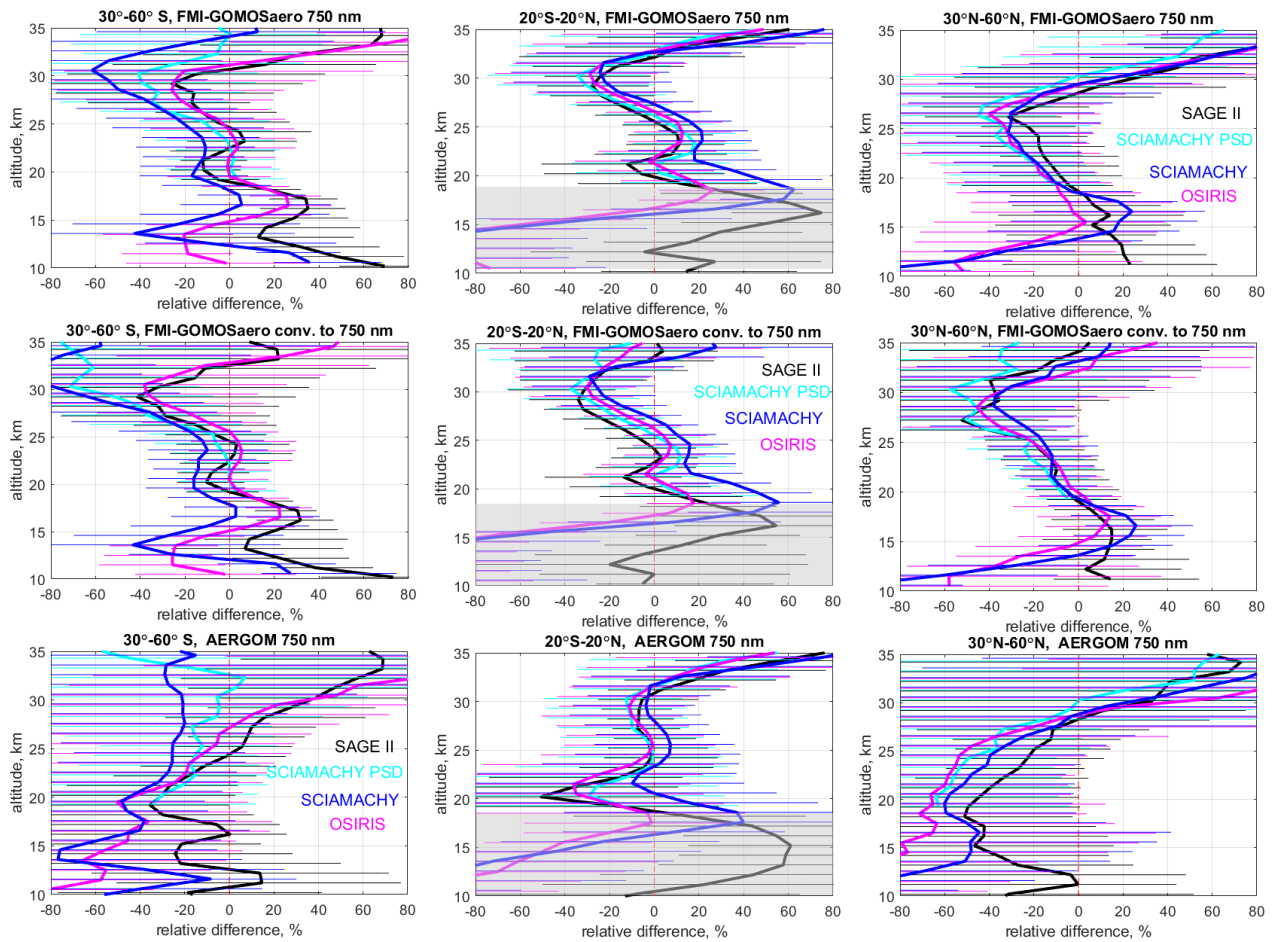 30°-60° S, FMI-GOMOSaero 750 nm
35
30
25
20
15
10
altitude, km
-80 -60 -40 -20 0 20 40 60 80
relative difference, %
20°S-20°N, FMI-GOMOSaero 750 nm
35
30
25
20
15
10
altitude, km
-80 -60 -40 -20 0 20 40 60 80
relative difference, %
30°N-60°N, FMI-GOMOSaero 750 nm
35
30
25
20
15
10
altitude, km
SAGE II
SCIAMACHY PSD
SCIAMACHY
OSIRIS
-80 -60 -40 -20 0 20 40 60 80
relative difference, %
30°-60° S, FMI-GOMOSaero conv. to 750 nm
35
30
25
20
15
10
altitude, km
-80 -60 -40 -20 0 20 40 60 80
relative difference, %
20°S-20°N, FMI-GOMOSaero conv. to 750 nm
35
30
25
20
15
10
altitude, km
SAGE II
SCIAMACHY PSD
SCIAMACHY
OSIRIS
-80 -60 -40 -20 0 20 40 60 80
relative difference, %
30°N-60°N, FMI-GOMOSaero conv. to 750 nm
35
30
25
20
15
10
altitude, km
-80 -60 -40 -20 0 20 40 60 80
relative difference, %
30°-60° S, AERGOM 750 nm
35
30
25
20
15
10
altitude, km
SAGE II
SCIAMACHY PSD
SCIAMACHY
OSIRIS
-80 -60 -40 -20 0 20 40 60 80
relative difference, %
20°S-20°N, AERGOM 750 nm
35
30
25
20
15
10
altitude, km
-80 -60 -40 -20 0 20 40 60 80
relative difference, %
30°N-60°N, AERGOM 750 nm
35
30
25
20
15
10
altitude, km
-80 -60 -40 -20 0 20 40 60 80
relative difference, %